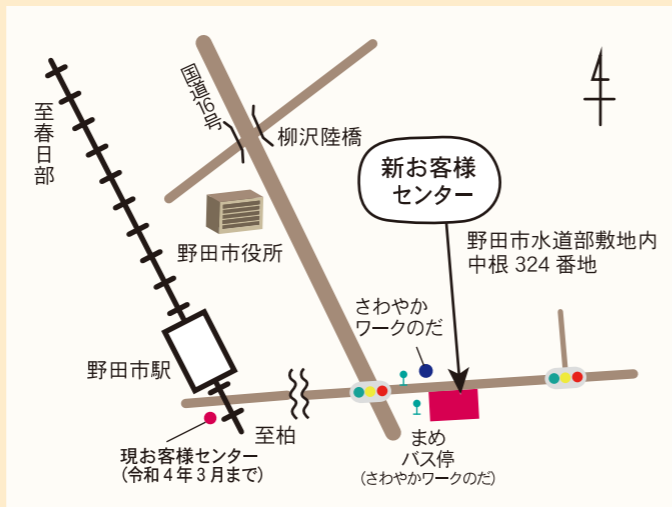 至春日部
国道16号
柳沢陸橋
新お客様
センター
野田市役所
野田市水道部敷地内
中根 324 番地
さわやか
ワークのだ
野田市駅
至柏
まめ
バス停
(さわやかワークのだ)
現お客様センター
(令和4年3月まで)